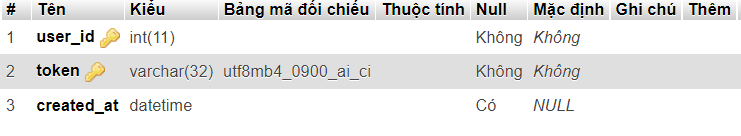 # Tên Kiểu Bảng mã đối chiếu Thuộc tính Null Mặc định Ghi chú Thêm
1 user_id int(11) Không Không
2 token varchar(32) utf8mb4_0900_ai_ci Không Không
3 created_at datetime Có NULL